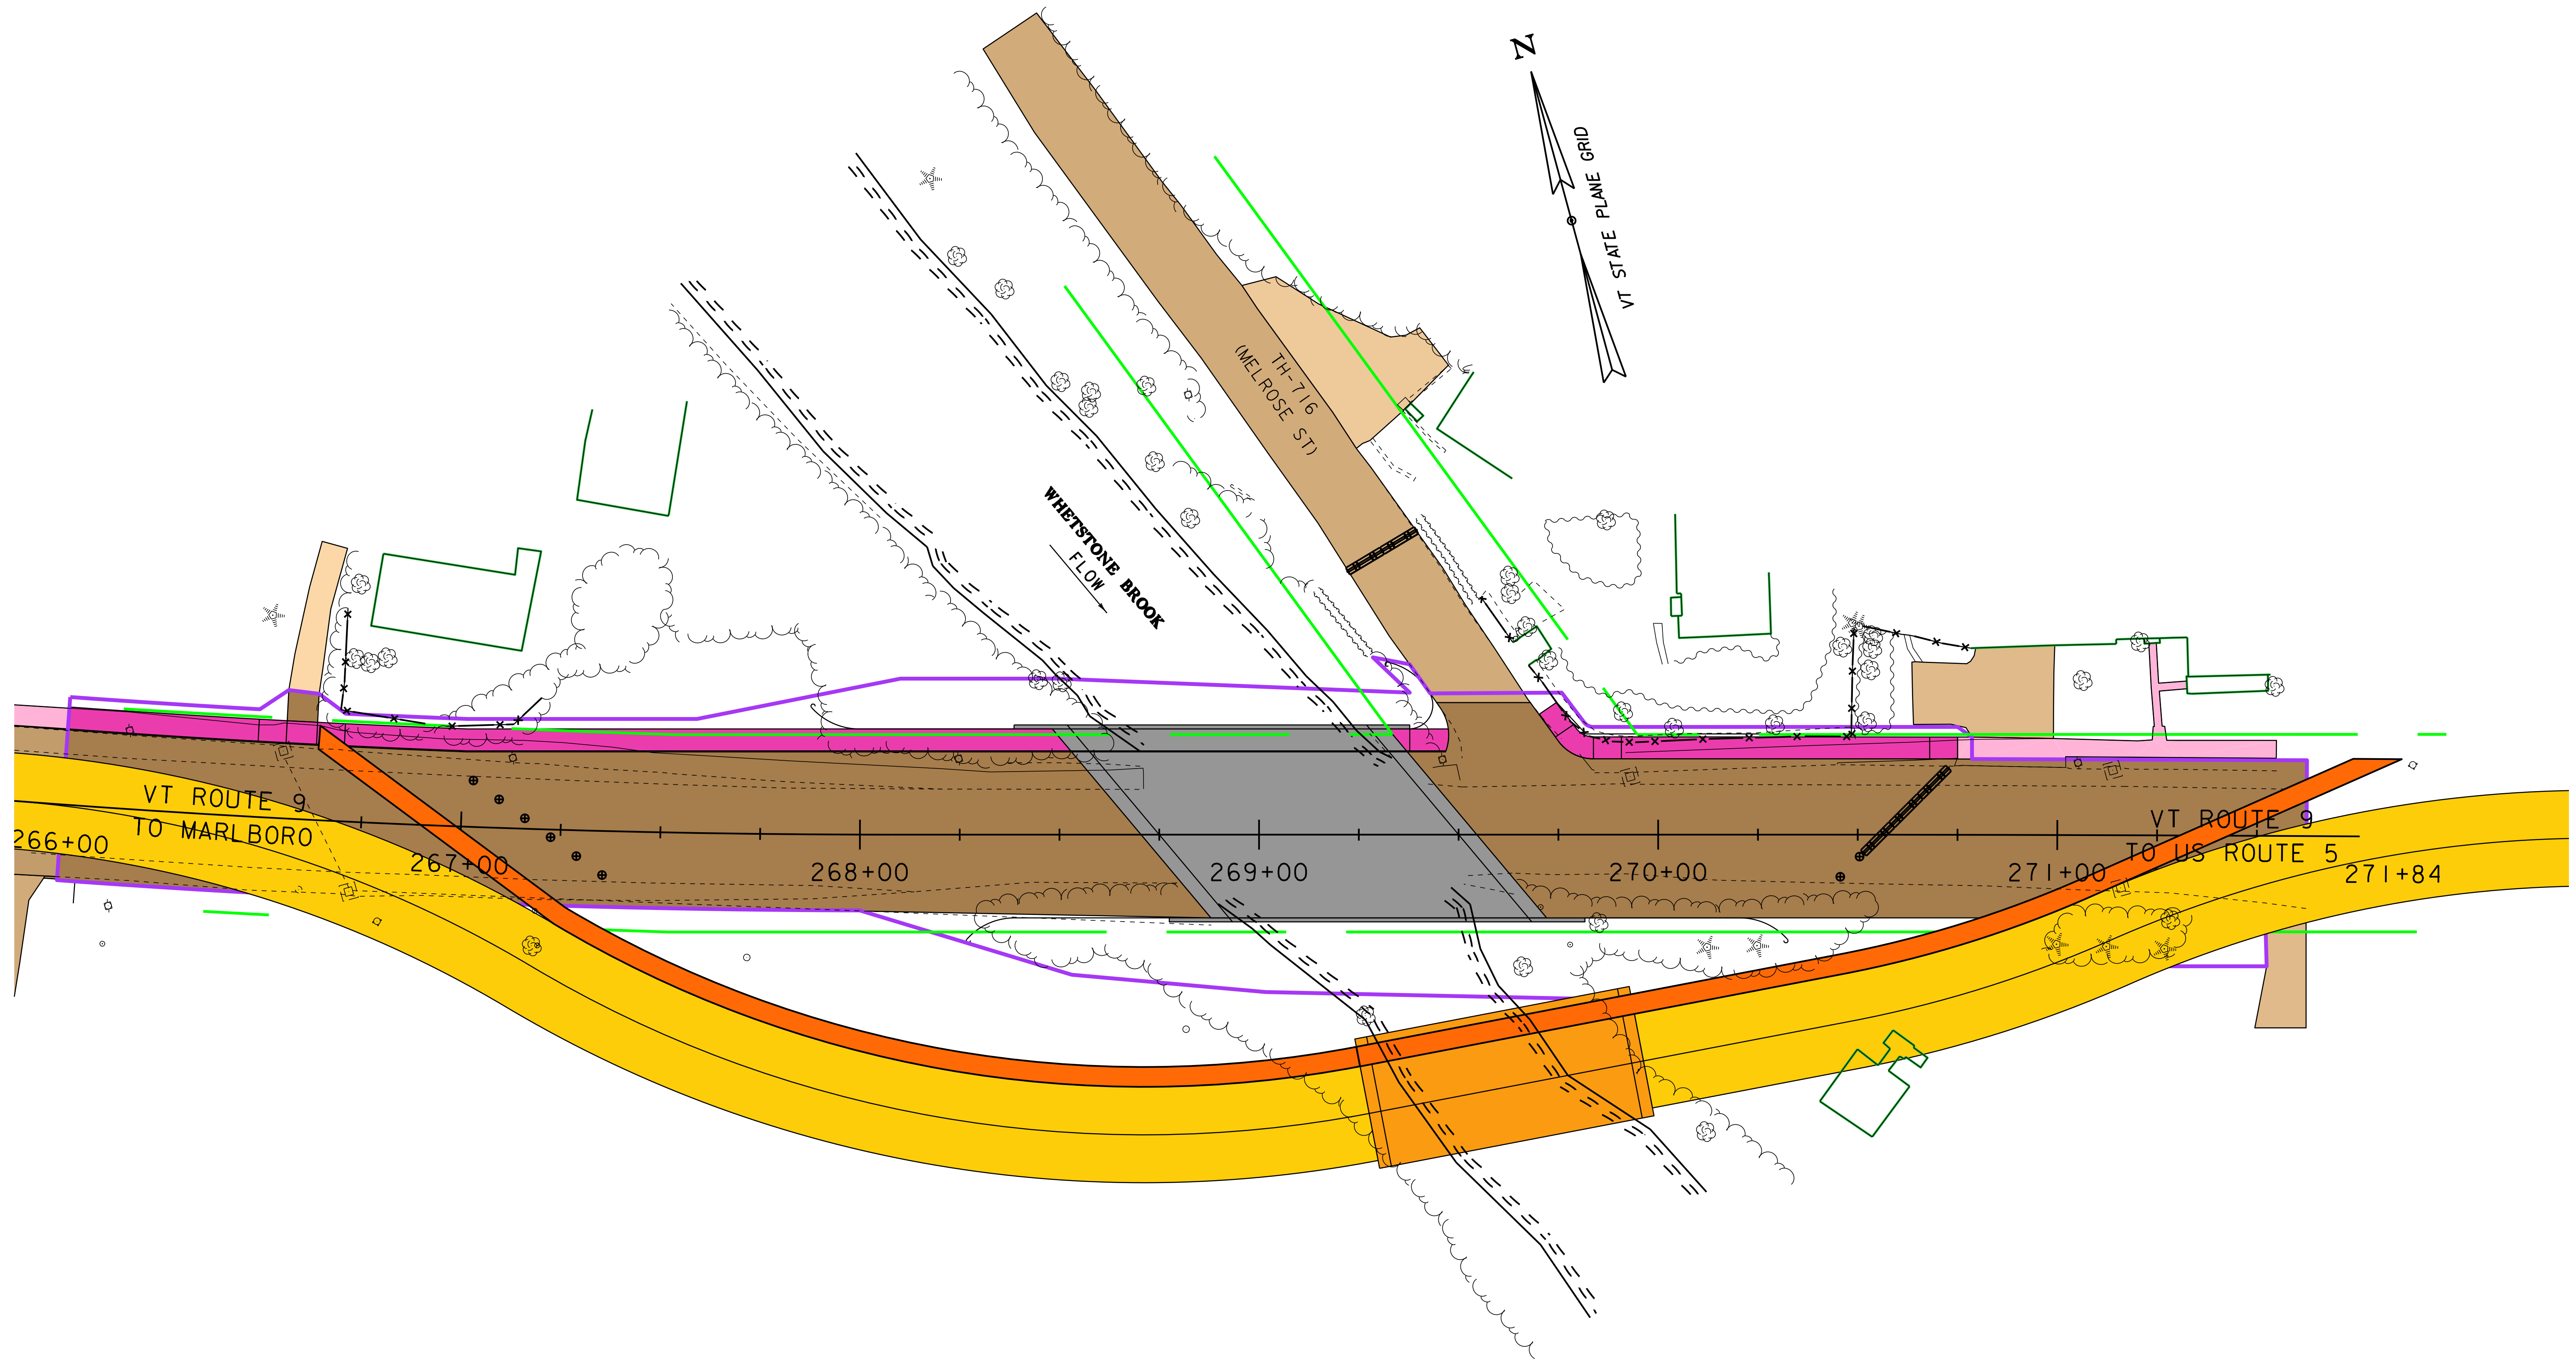 N
VT STATE PLANE GRID
TH-716
(MELROSE ST)
WHETSTONE BROOK
FLOW
VT ROUTE 9
TO MARLBORO
VT ROUTE 9
TO US ROUTE 5
266+00
267+00
268+00
269+00
270+00
271+00
271+84